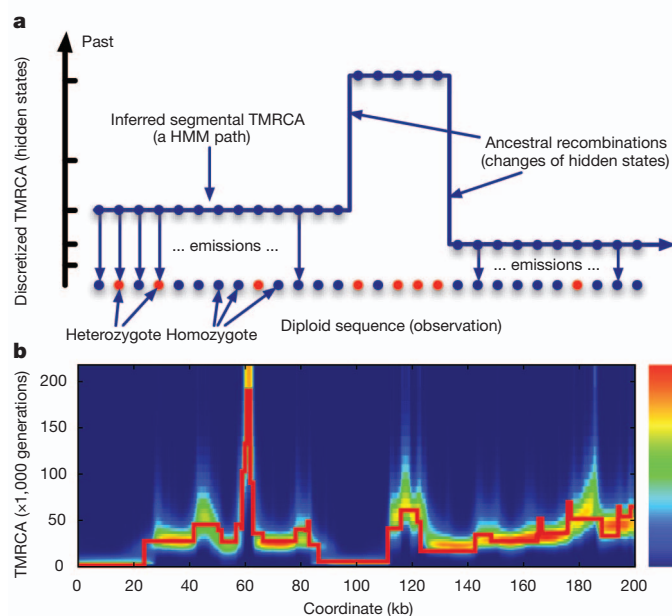 a
Past
Discretized TMRCA (hidden states)
Inferred segmental TMRCA
(a HMM path)
Ancestral recombinations
(changes of hidden states)
... emissions ...
... emissions ...
Heterozygote Homozygote
Diploid sequence (observation)
b
TMRCA (×1,000 generations)
200
150
100
50
0
0 20 40 60 80 100 120 140 160 180 200
Coordinate (kb)